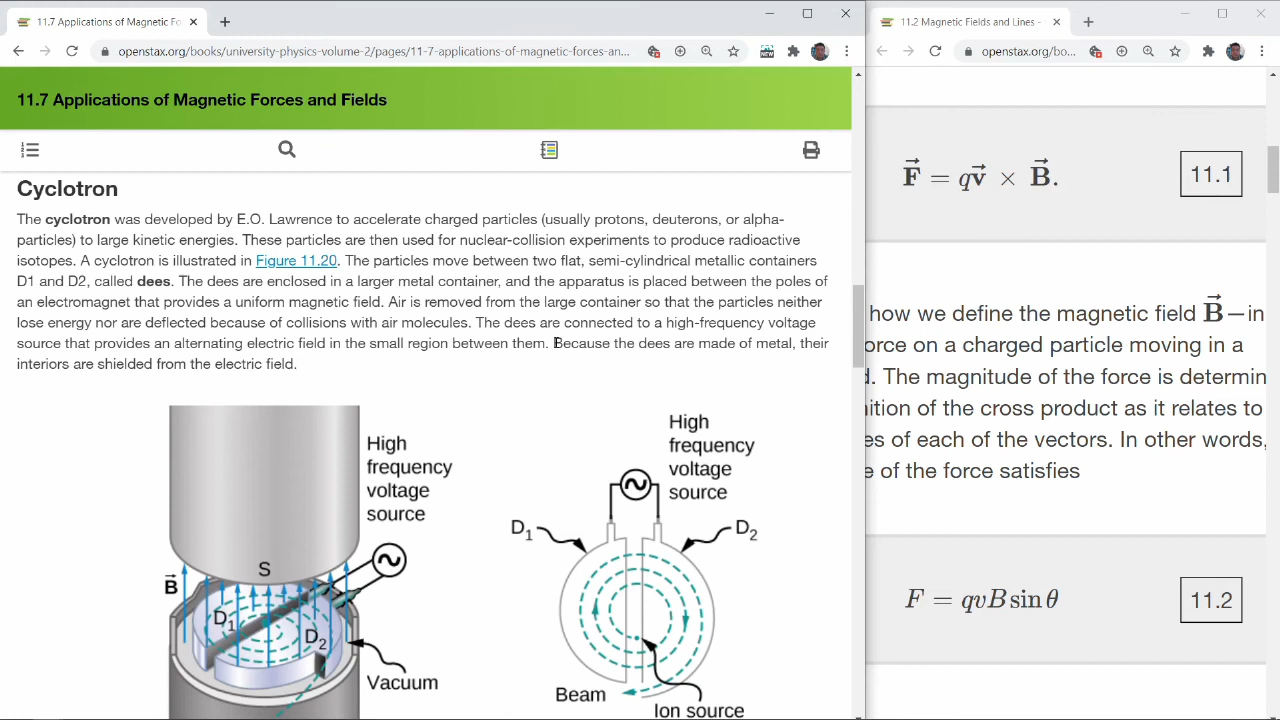 11.7 Applications of Magnetic Fo
openstax.org/books/university-physics-volume-2/pages/11-7-applications-of-magnetic-forces-an...
NEW
11.7 Applications of Magnetic Forces and Fields
Cyclotron
The cyclotron was developed by E.O. Lawrence to accelerate charged particles (usually protons, deuterons, or alpha-
particles) to large kinetic energies. These particles are then used for nuclear-collision experiments to produce radioactive
isotopes. A cyclotron is illustrated in Figure 11.20. The particles move between two flat, semi-cylindrical metallic containers
D1 and D2, called dees. The dees are enclosed in a larger metal container, and the apparatus is placed between the poles of
an electromagnet that provides a uniform magnetic field. Air is removed from the large container so that the particles neither
lose energy nor are deflected because of collisions with air molecules. The dees are connected to a high-frequency voltage
source that provides an alternating electric field in the small region between them. Because the dees are made of metal, their
interiors are shielded from the electric field.
High
frequency
voltage
source
S
B⃗
D₁
D₂
Vacuum
High
frequency
voltage
source
D₁
D₂
Beam
Ion source
11.2 Magnetic Fields and Lines -
openstax.org/bo...
F⃗ = qv⃗ × B⃗.
11.1
how we define the magnetic field B⃗—in
orce on a charged particle moving in a
d. The magnitude of the force is determin
nition of the cross product as it relates to
es of each of the vectors. In other words,
e of the force satisfies
F = qvB sin θ
11.2